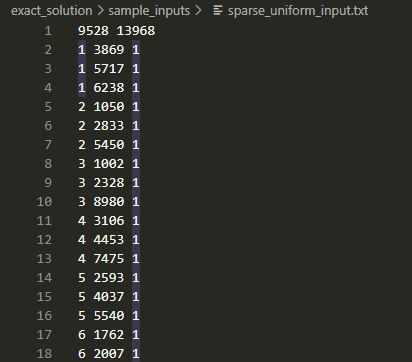 exact_solution > sample_inputs > sparse_uniform_input.txt
1 9528 13968
2 1 3869 1
3 1 5717 1
4 1 6238 1
5 2 1050 1
6 2 2833 1
7 2 5450 1
8 3 1002 1
9 3 2328 1
10 3 8980 1
11 4 3106 1
12 4 4453 1
13 4 7475 1
14 5 2593 1
15 5 4037 1
16 5 5540 1
17 6 1762 1
18 6 2007 1